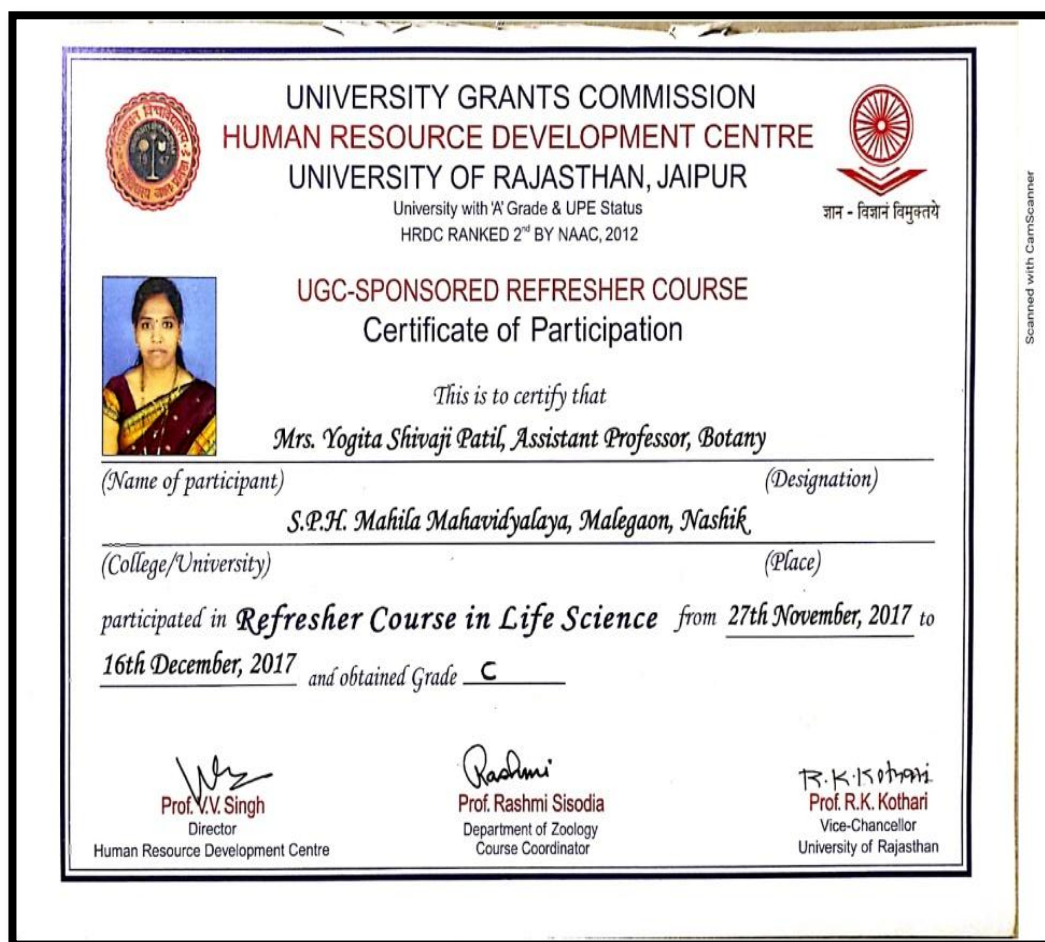 UNIVERSITY GRANTS COMMISSION
HUMAN RESOURCE DEVELOPMENT CENTRE
UNIVERSITY OF RAJASTHAN, JAIPUR
University with 'A' Grade & UPE Status
HRDC RANKED 2nd BY NAAC, 2012
ज्ञान - विज्ञानं विमुक्तये
UGC-SPONSORED REFRESHER COURSE
Certificate of Participation
This is to certify that
Mrs. Yogita Shivaji Patil, Assistant Professor, Botany
(Name of participant) (Designation)
S.P.H. Mahila Mahavidyalaya, Malegaon, Nashik
(College/University) (Place)
participated in Refresher Course in Life Science from 27th November, 2017 to
16th December, 2017 and obtained Grade C
Rashmi R.K.Kothari
Prof. V.V. Singh Prof. Rashmi Sisodia Prof. R.K. Kothari
Director Department of Zoology Vice-Chancellor
Human Resource Development Centre Course Coordinator University of Rajasthan
Scanned with CamScanner